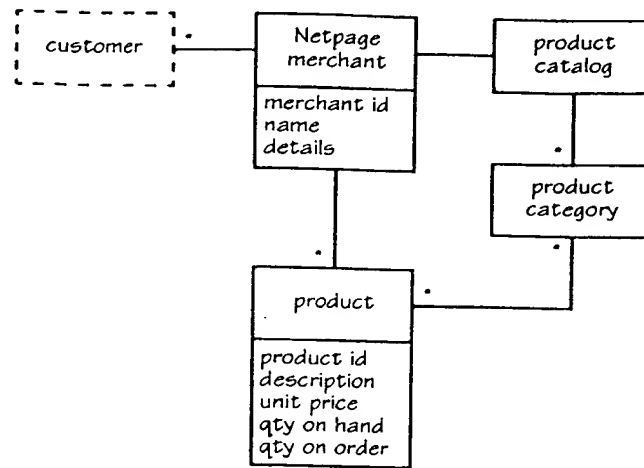 customer
Netpage
merchant
merchant id
name
details
product
catalog
product
category
product
product id
description
unit price
qty on hand
qty on order
*
*
*
*
*